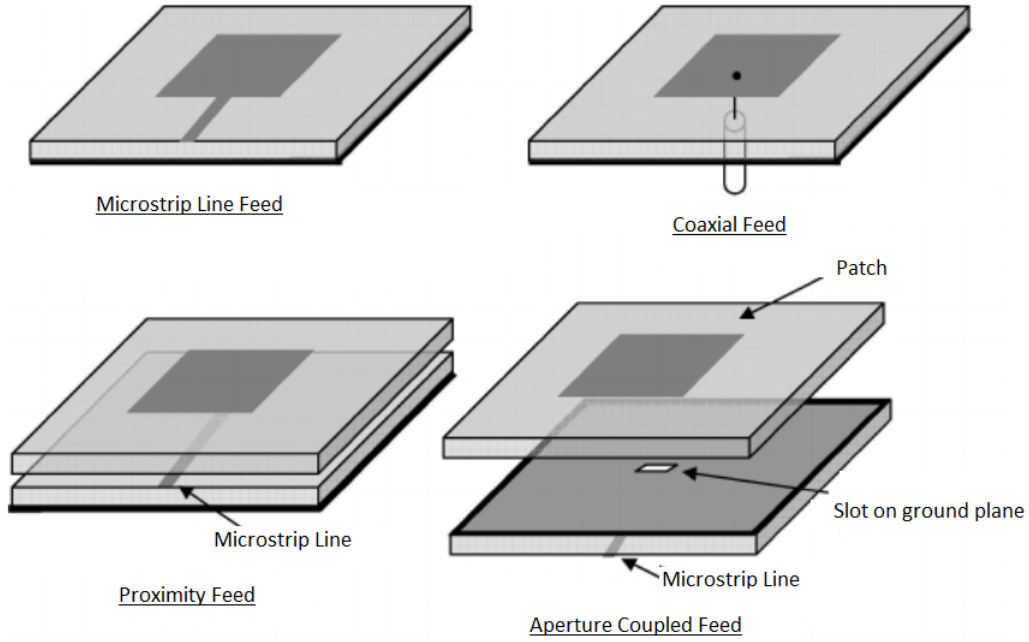 Microstrip Line Feed
Coaxial Feed
Patch
Microstrip Line
Slot on ground plane
Proximity Feed
Microstrip Line
Aperture Coupled Feed